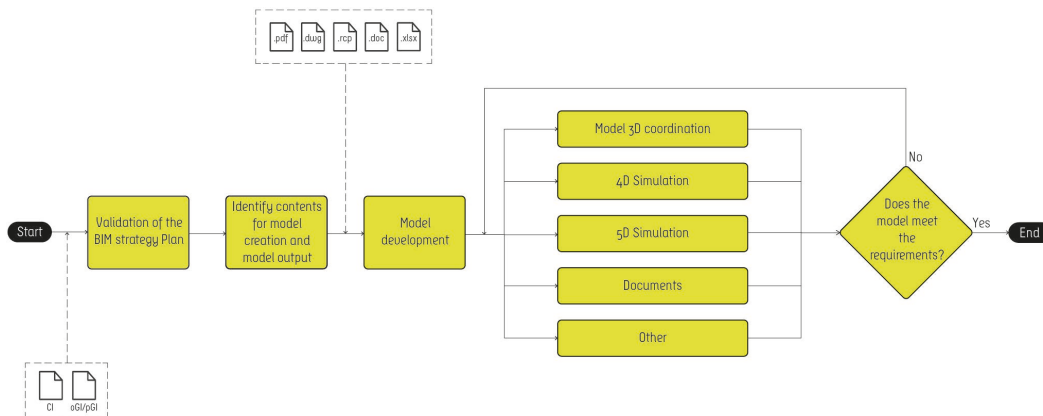 .pdf
.dwg
.rcp
.doc
.xlsx
Start
Validation of the
BIM strategy Plan
Identify contents
for model
creation and
model output
Model
development
Model 3D coordination
4D Simulation
5D Simulation
Documents
Other
No
Does the
model meet
the
requirements?
Yes
End
CI
oGI/pGI